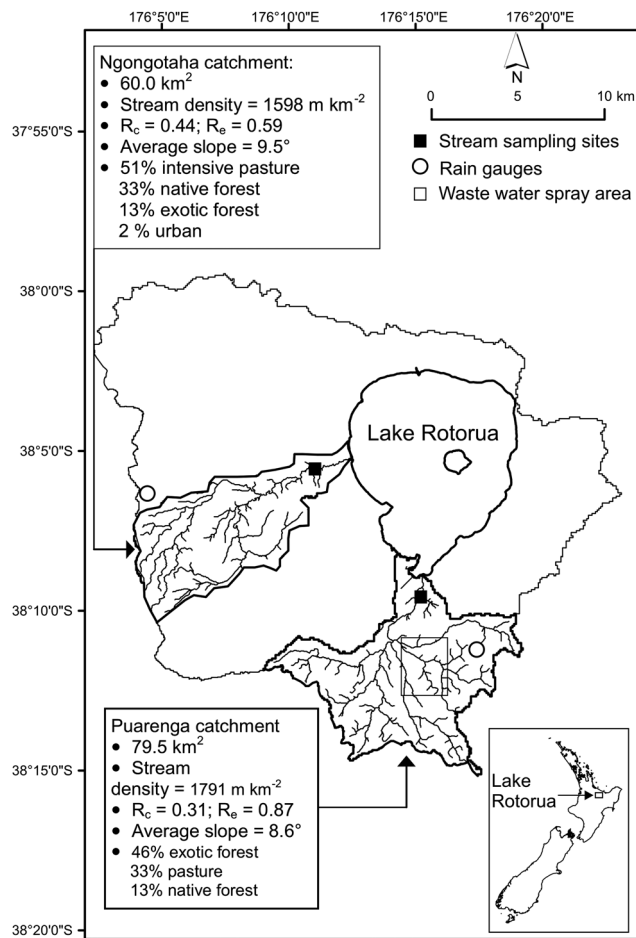 176°5'0"E 176°10'0"E 176°15'0"E 176°20'0"E
Ngongotaha catchment:
• 60.0 km²
• Stream density = 1598 m km⁻²
• Rc = 0.44; Re = 0.59
• Average slope = 9.5°
• 51% intensive pasture
33% native forest
13% exotic forest
2 % urban
N
0 5 10 km
Stream sampling sites
Rain gauges
Waste water spray area
37°55'0"S
38°0'0"S
38°5'0"S
38°10'0"S
38°15'0"S
38°20'0"S
Lake Rotorua
Puarenga catchment
• 79.5 km²
• Stream
density = 1791 m km⁻²
• Rc = 0.31; Re = 0.87
• Average slope = 8.6°
• 46% exotic forest
33% pasture
13% native forest
Lake
Rotorua